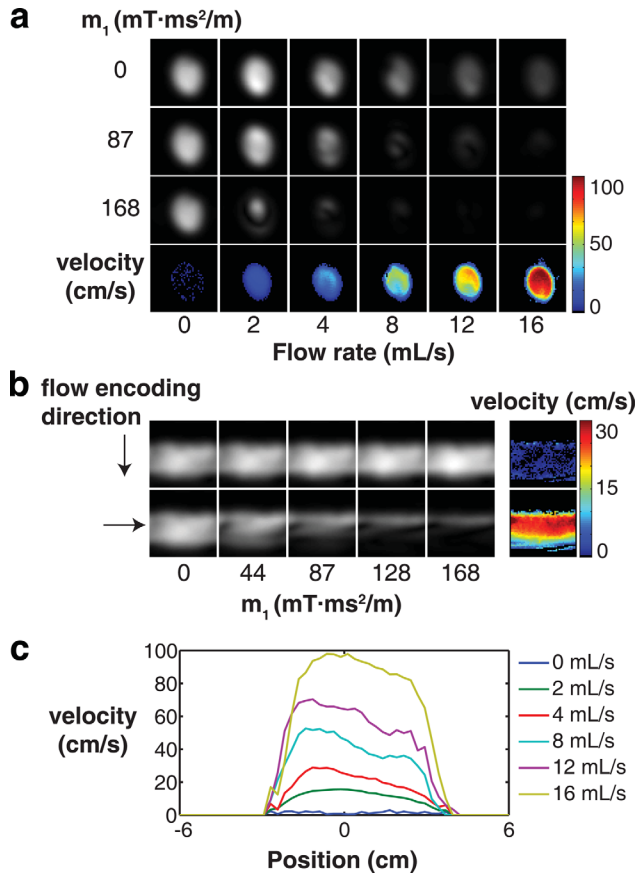 a
m₁ (mT·ms²/m)
0
87
168
velocity
(cm/s)
100
50
0
0 2 4 8 12 16
Flow rate (mL/s)
b
flow encoding
direction
velocity (cm/s)
30
15
0
0 44 87 128 168
m₁ (mT·ms²/m)
c
velocity
(cm/s)
100
80
60
40
20
0
-6 0 6
Position (cm)
0 mL/s
2 mL/s
4 mL/s
8 mL/s
12 mL/s
16 mL/s